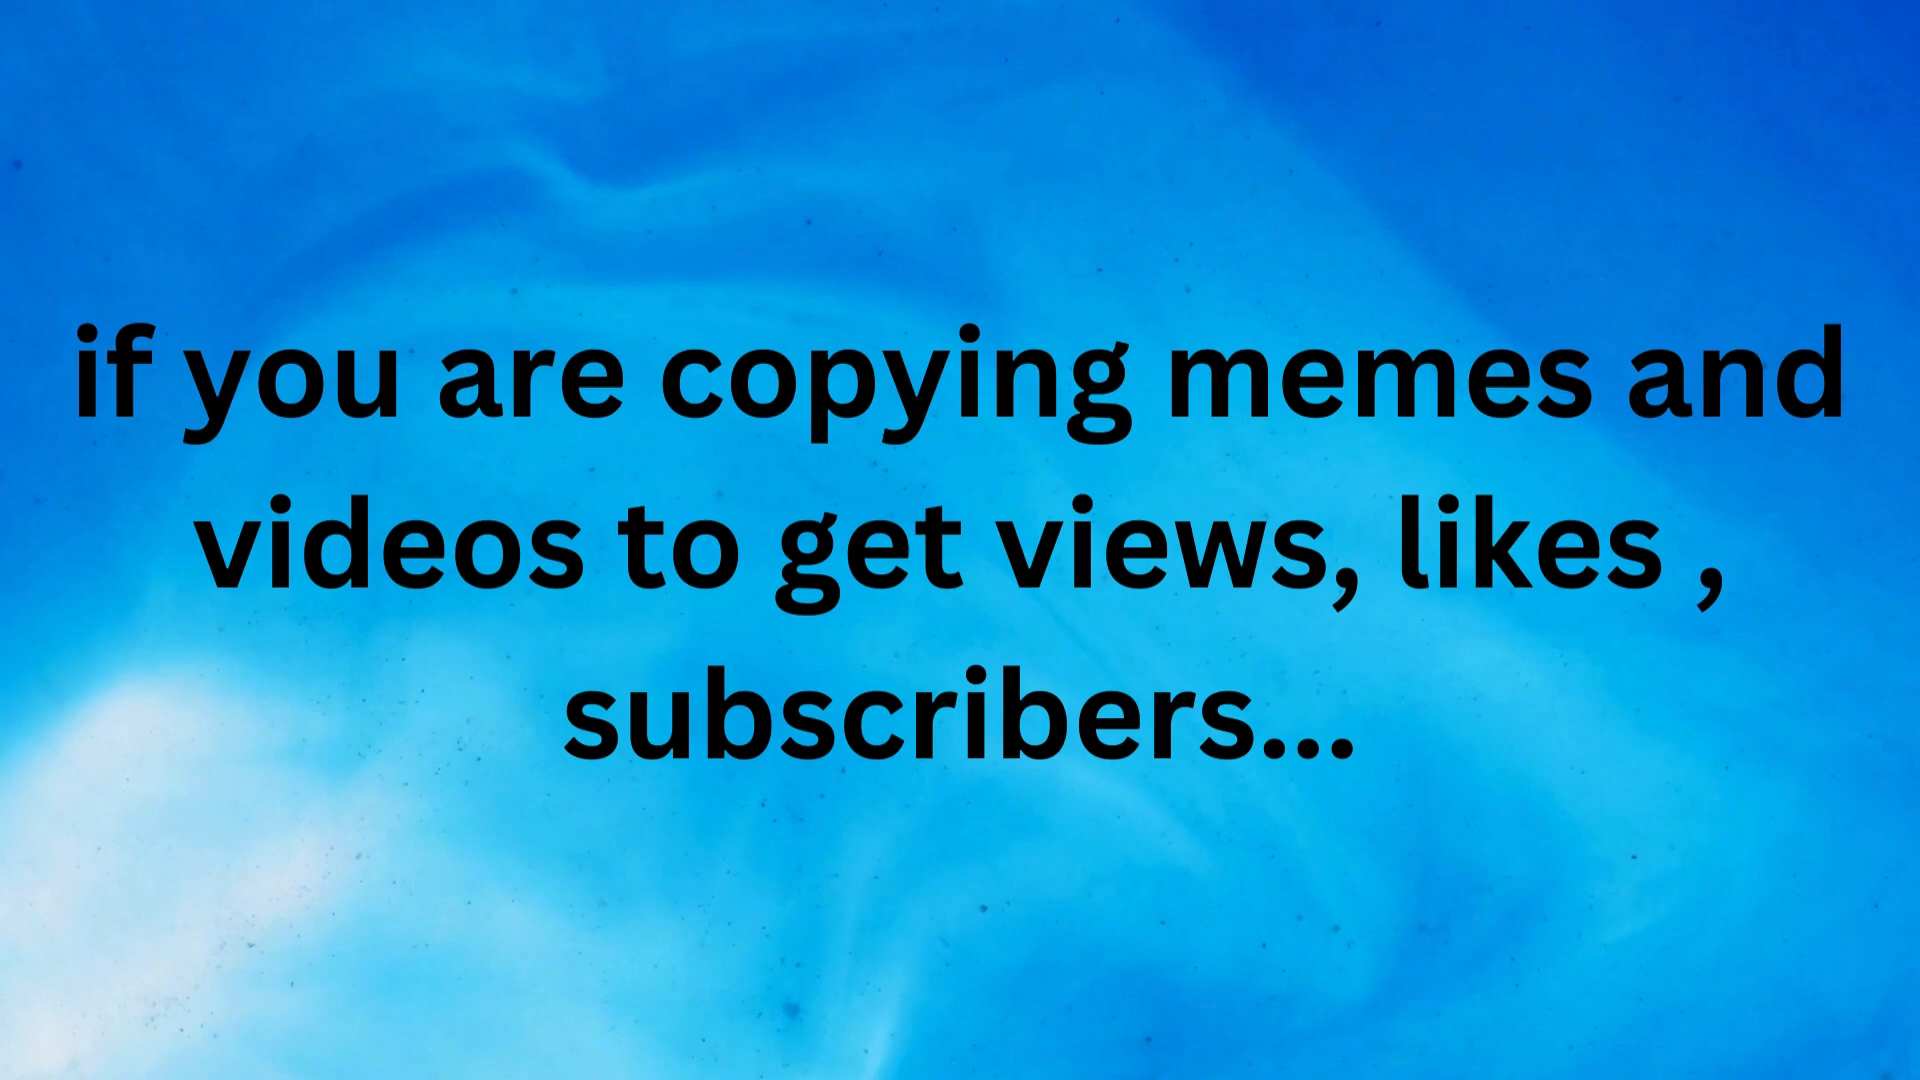 if you are copying memes and
videos to get views, likes ,
subscribers...